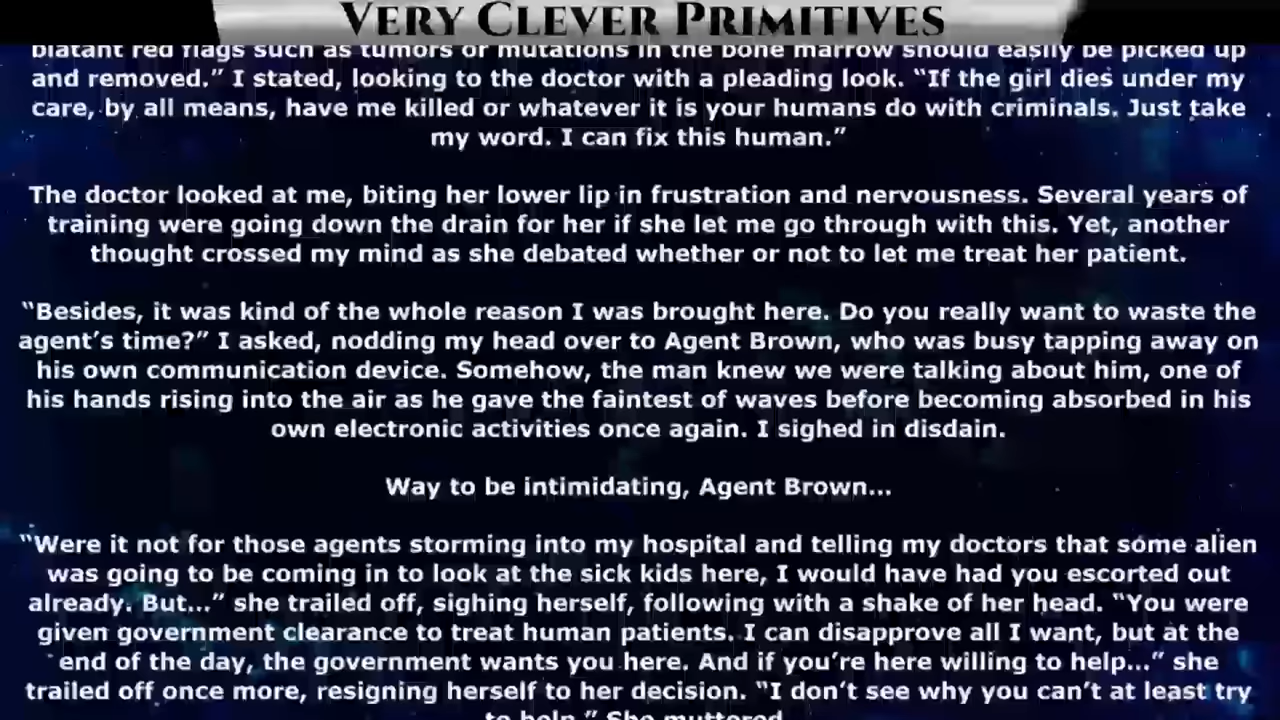 VERY CLEVER PRIMITIVES
blatant red flags such as tumors or mutations in the bone marrow should easily be picked up
and removed.” I stated, looking to the doctor with a pleading look. “If the girl dies under my
care, by all means, have me killed or whatever it is your humans do with criminals. Just take
my word. I can fix this human.”
The doctor looked at me, biting her lower lip in frustration and nervousness. Several years of
training were going down the drain for her if she let me go through with this. Yet, another
thought crossed my mind as she debated whether or not to let me treat her patient.
“Besides, it was kind of the whole reason I was brought here. Do you really want to waste the
agent’s time?” I asked, nodding my head over to Agent Brown, who was busy tapping away on
his own communication device. Somehow, the man knew we were talking about him, one of
his hands rising into the air as he gave the faintest of waves before becoming absorbed in his
own electronic activities once again. I sighed in disdain.
Way to be intimidating, Agent Brown...
“Were it not for those agents storming into my hospital and telling my doctors that some alien
was going to be coming in to look at the sick kids here, I would have had you escorted out
already. But...” she trailed off, sighing herself, following with a shake of her head. “You were
given government clearance to treat human patients. I can disapprove all I want, but at the
end of the day, the government wants you here. And if you’re here willing to help...” she
trailed off once more, resigning herself to her decision. “I don’t see why you can’t at least try
to help.” She muttered.